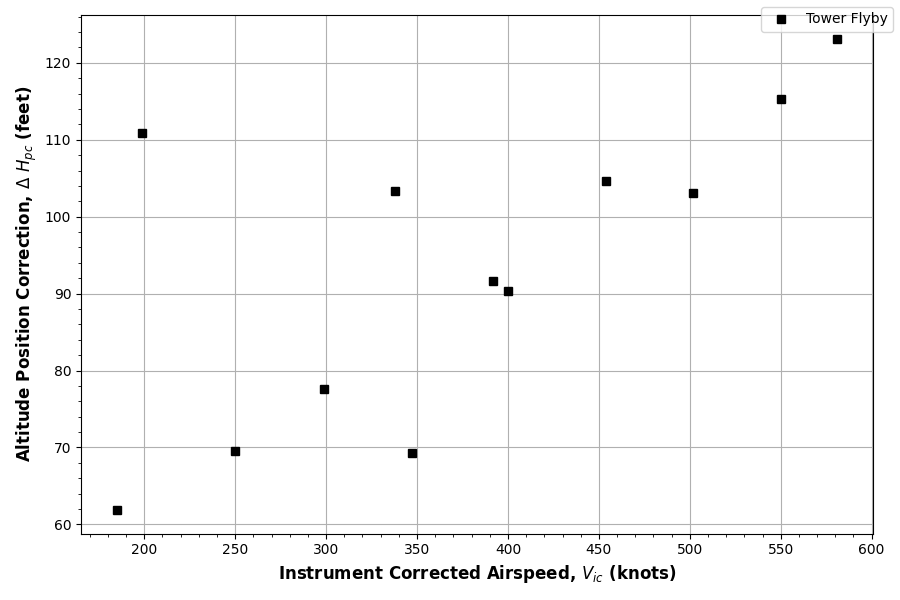 Tower Flyby
120
110
100
90
80
70
60
Altitude Position Correction, Δ H_pc (feet)
200 250 300 350 400 450 500 550 600
Instrument Corrected Airspeed, V_ic (knots)